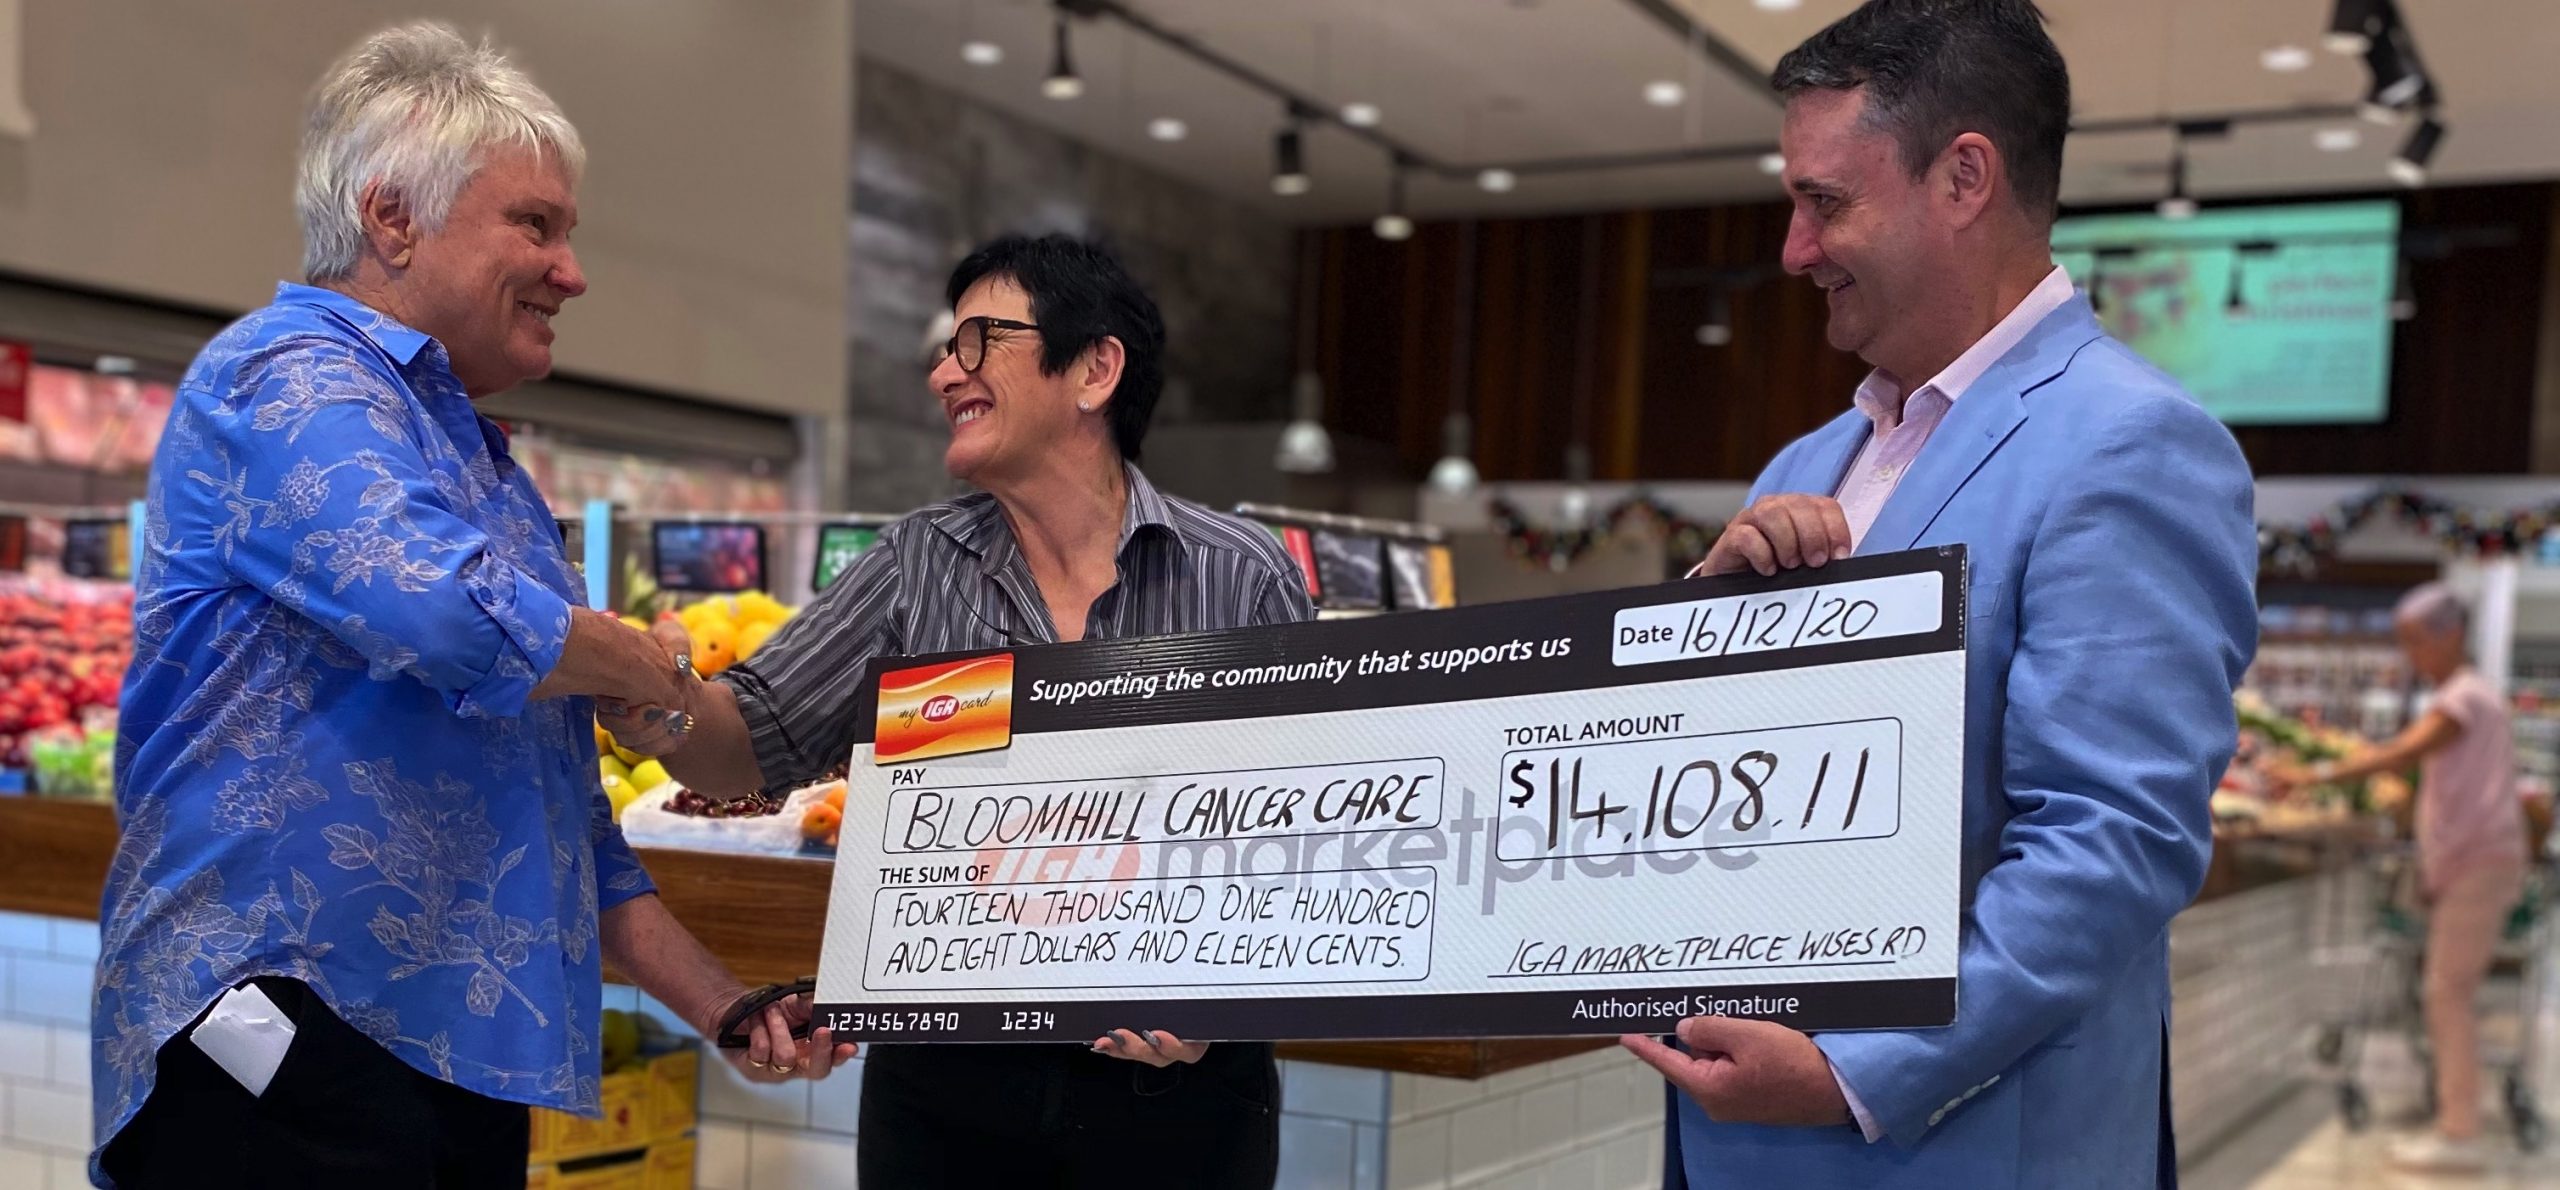 my IGA card
Supporting the community that supports us
Date 16/12/20
PAY
BLOOMHILL CANCER CARE
TOTAL AMOUNT
$14,108.11
IGA marketplace
THE SUM OF
FOURTEEN THOUSAND ONE HUNDRED
AND EIGHT DOLLARS AND ELEVEN CENTS.
IGA MARKETPLACE WISES RD
Authorised Signature
1234567890 1234